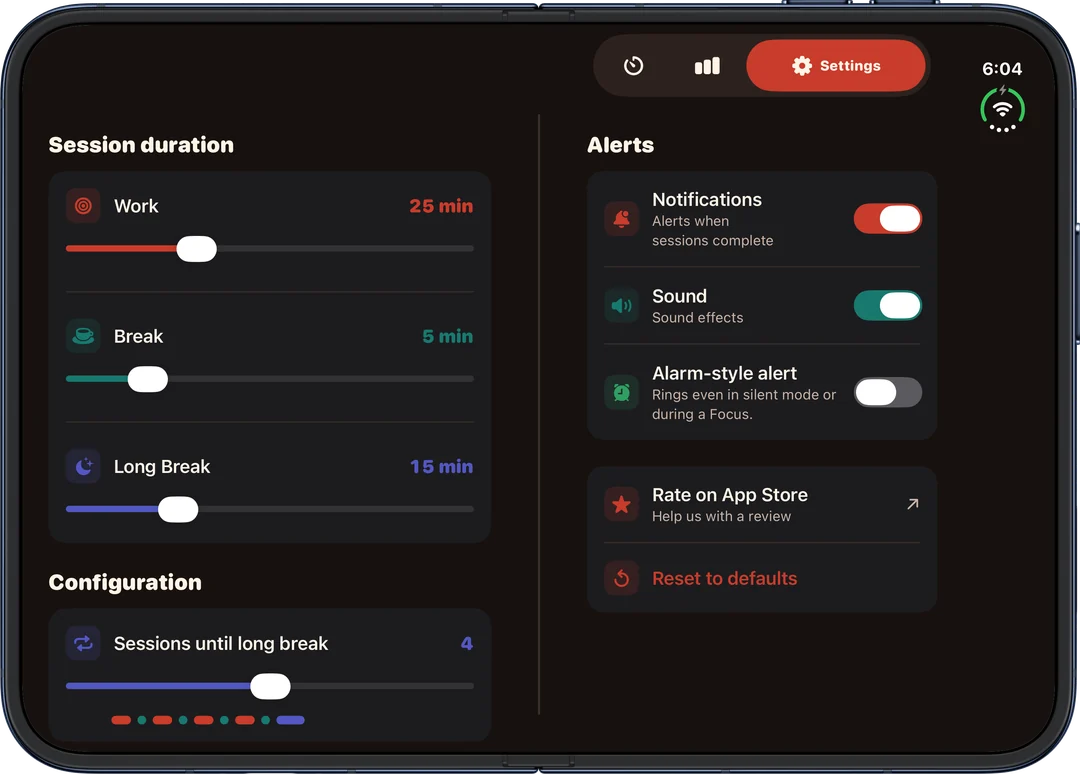 Settings
6:04
Session duration
Work
25 min
Break
5 min
Long Break
15 min
Configuration
Sessions until long break
4
Alerts
Notifications
Alerts when
sessions complete
Sound
Sound effects
Alarm-style alert
Rings even in silent mode or
during a Focus.
Rate on App Store
Help us with a review
Reset to defaults